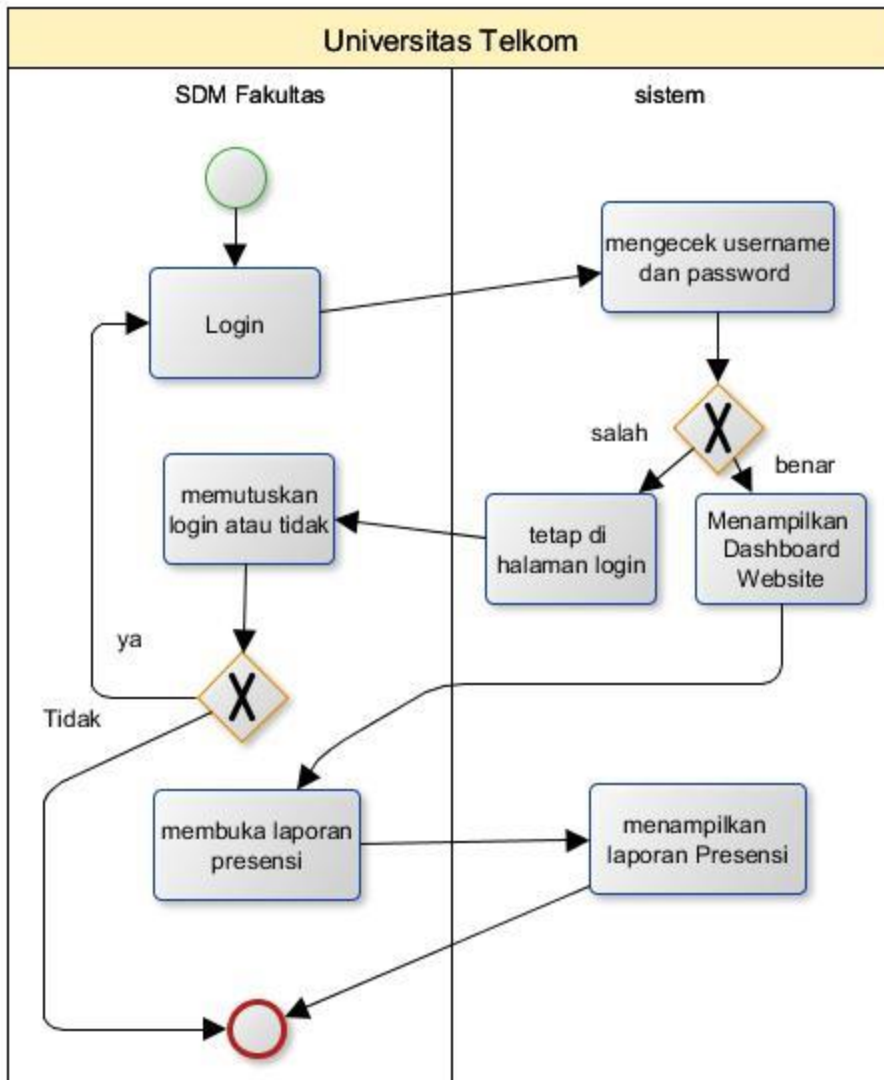 Universitas Telkom
SDM Fakultas
sistem
mengecek username
dan password
Login
salah
benar
memutuskan
login atau tidak
tetap di
halaman login
Menampilkan
Dashboard
Website
ya
X
X
Tidak
membuka laporan
presensi
menampilkan
laporan Presensi